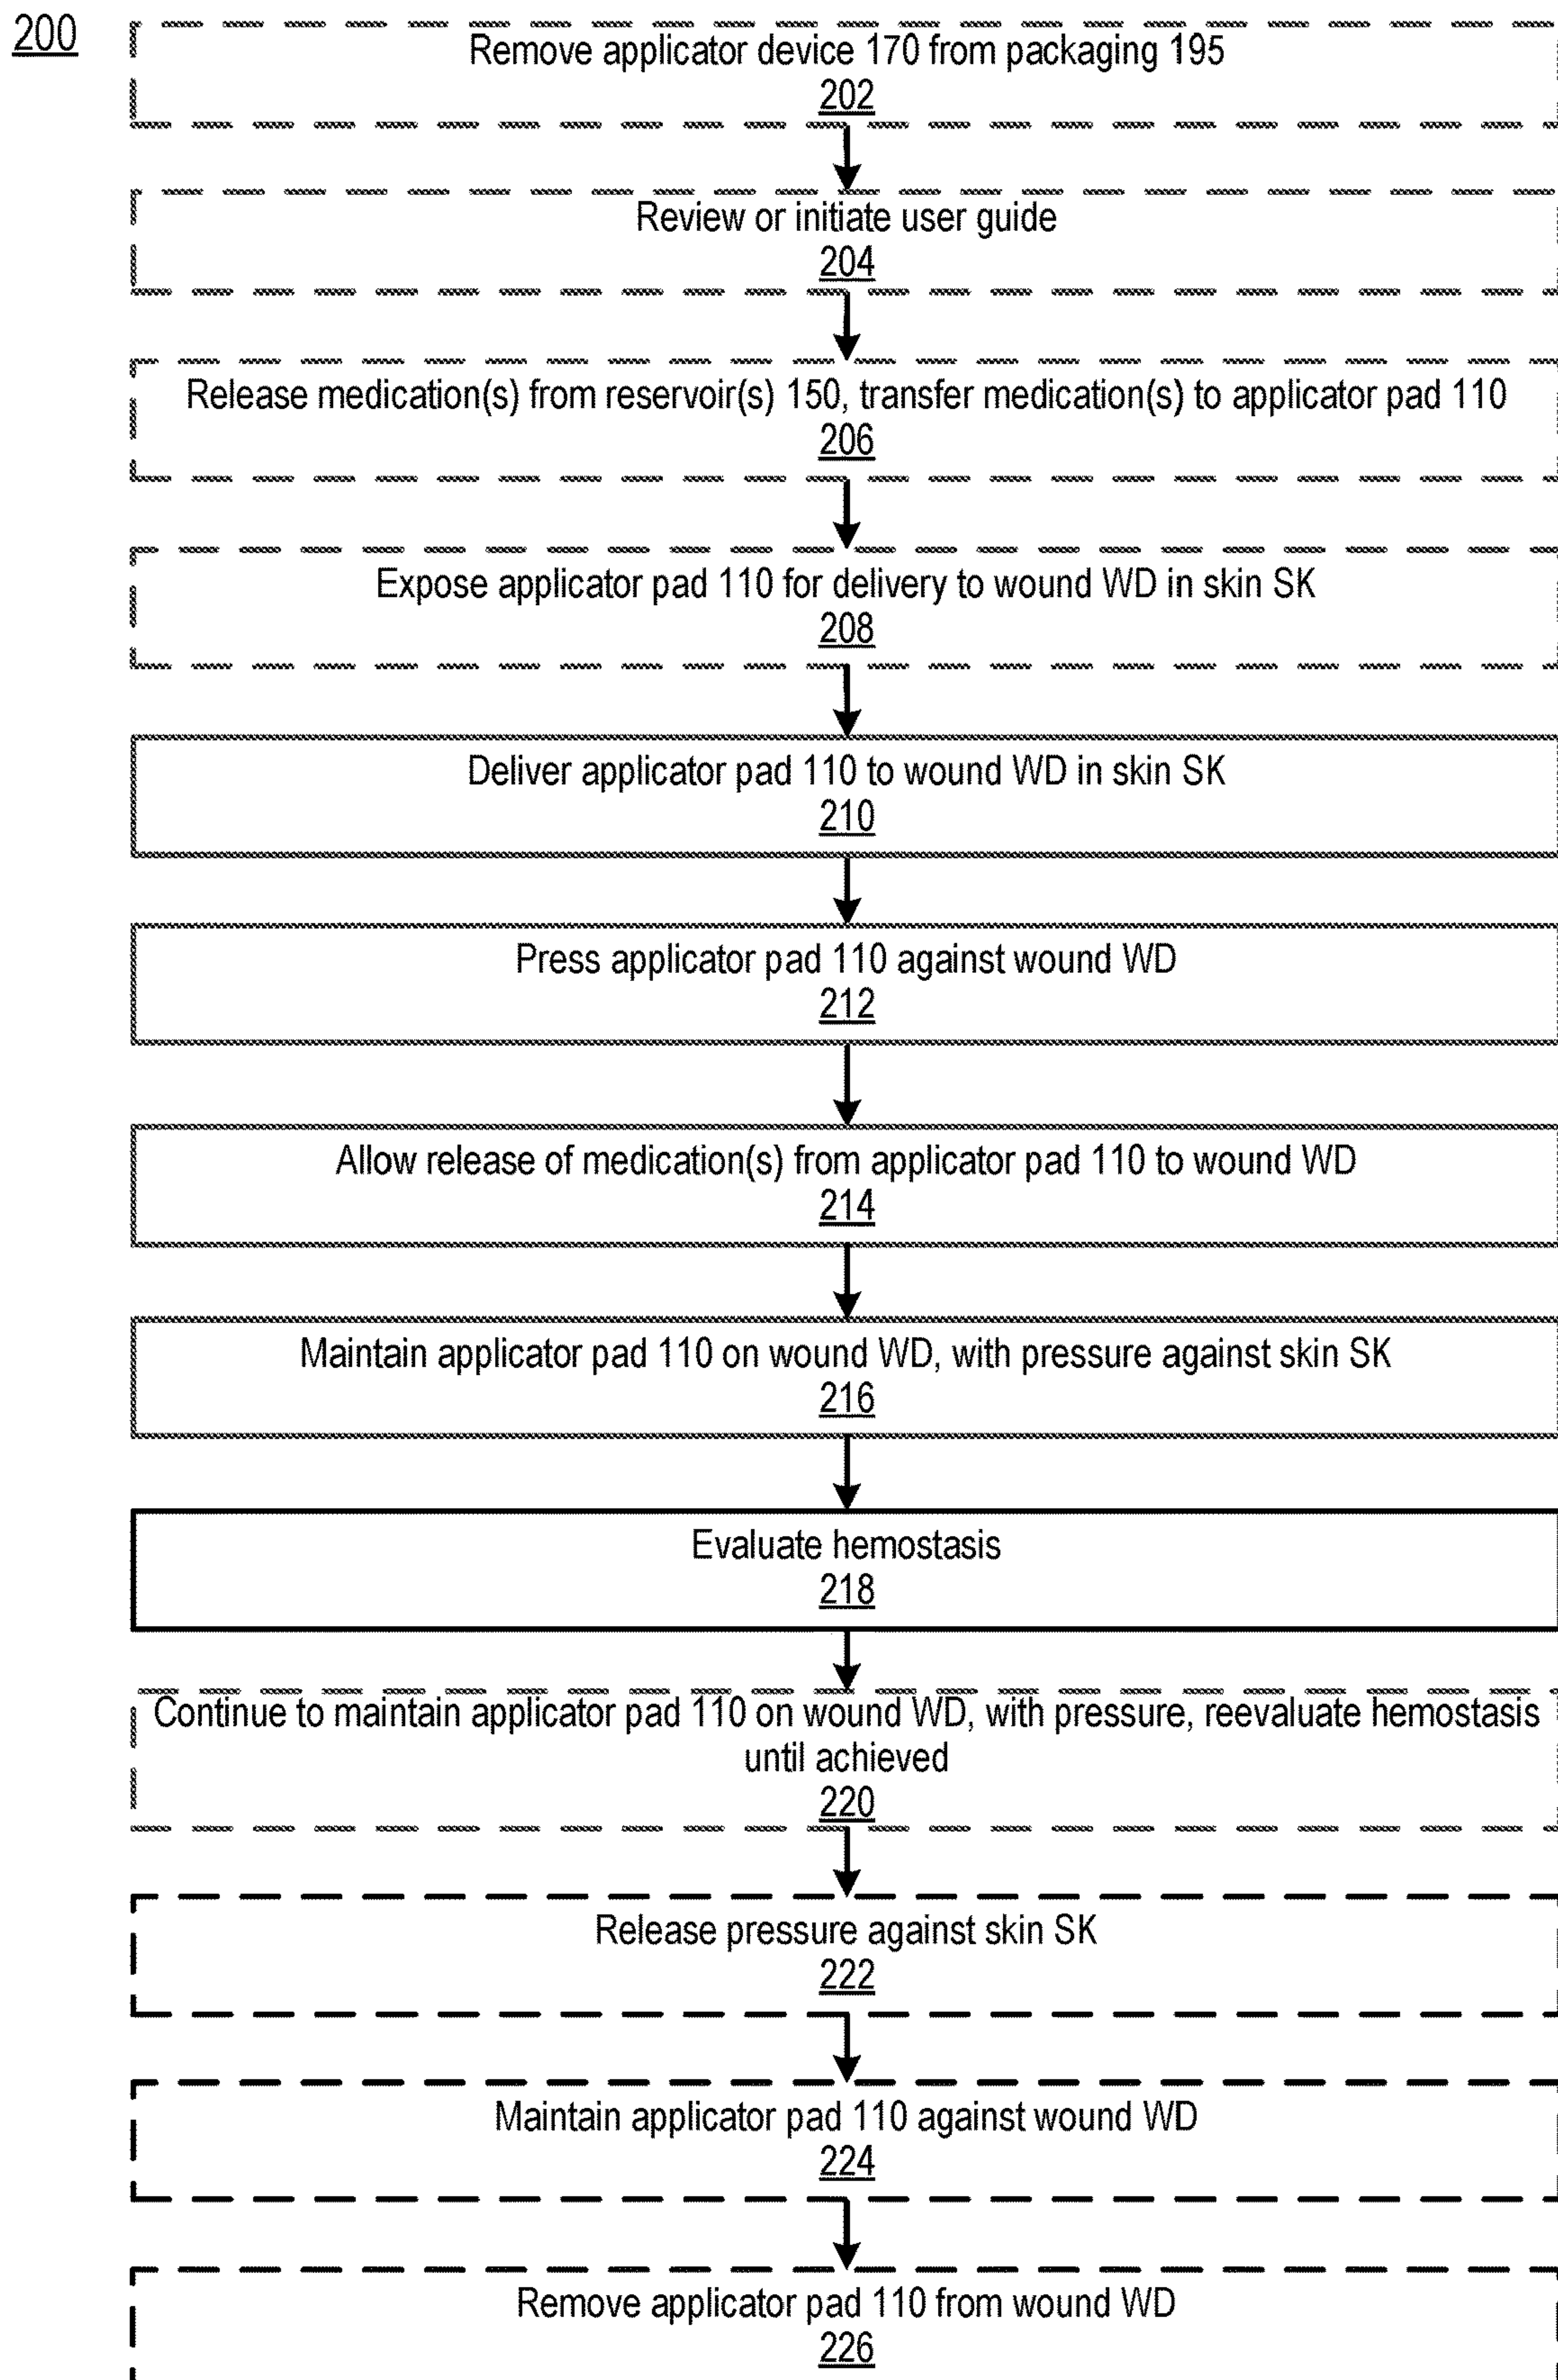 200
Remove applicator device 170 from packaging 195
202
Review or initiate user guide
204
Release medication(s) from reservoir(s) 150, transfer medication(s) to applicator pad 110
206
Expose applicator pad 110 for delivery to wound WD in skin SK
208
Deliver applicator pad 110 to wound WD in skin SK
210
Press applicator pad 110 against wound WD
212
Allow release of medication(s) from applicator pad 110 to wound WD
214
Maintain applicator pad 110 on wound WD, with pressure against skin SK
216
Evaluate hemostasis
218
Continue to maintain applicator pad 110 on wound WD, with pressure, reevaluate hemostasis
until achieved
220
Release pressure against skin SK
222
Maintain applicator pad 110 against wound WD
224
Remove applicator pad 110 from wound WD
226